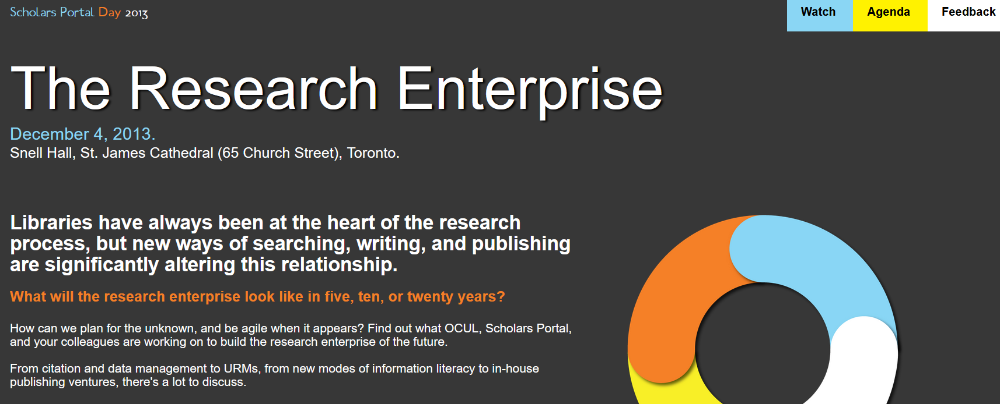 Scholars Portal Day 2013
Watch
Agenda
Feedback
The Research Enterprise
December 4, 2013.
Snell Hall, St. James Cathedral (65 Church Street), Toronto.
Libraries have always been at the heart of the research
process, but new ways of searching, writing, and publishing
are significantly altering this relationship.
What will the research enterprise look like in five, ten, or twenty years?
How can we plan for the unknown, and be agile when it appears? Find out what OCUL, Scholars Portal,
and your colleagues are working on to build the research enterprise of the future.
From citation and data management to URMs, from new modes of information literacy to in-house
publishing ventures, there's a lot to discuss.